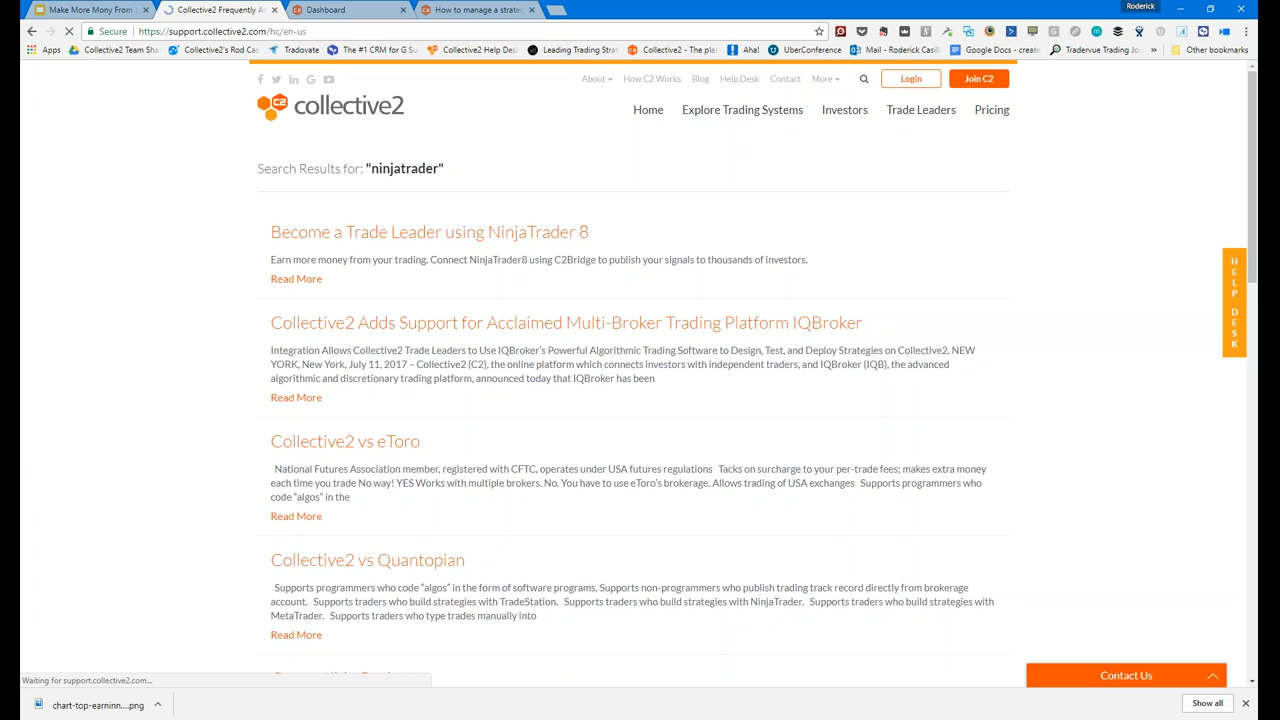 Make More Mony From
Collective2 Frequently As
Dashboard
How to manage a strate
Roderick
Secure
https://support.collective2.com/hc/en-us
Apps
Collective2 Team Sha
Collective2's Rod Cas
Tradovate
The #1 CRM for G Su
Collective2 Help Des
Leading Trading Stra
Collective2 - The plat
Aha!
UberConference
Mail - Roderick Casill
Google Docs - create
Tradervue Trading Jo
Other bookmarks
About
How C2 Works
Blog
Help Desk
Contact
More
Login
Join C2
C2 collective2
Home
Explore Trading Systems
Investors
Trade Leaders
Pricing
Search Results for: "ninjatrader"
Become a Trade Leader using NinjaTrader 8
Earn more money from your trading. Connect NinjaTrader8 using C2Bridge to publish your signals to thousands of investors.
Read More
Collective2 Adds Support for Acclaimed Multi-Broker Trading Platform IQBroker
Integration Allows Collective2 Trade Leaders to Use IQBroker's Powerful Algorithmic Trading Software to Design, Test, and Deploy Strategies on Collective2. NEW
YORK, New York, July 11, 2017 – Collective2 (C2), the online platform which connects investors with independent traders, and IQBroker (IQB), the advanced
algorithmic and discretionary trading platform, announced today that IQBroker has been
Read More
Collective2 vs eToro
National Futures Association member, registered with CFTC, operates under USA futures regulations Tacks on surcharge to your per-trade fees; makes extra money
each time you trade No way! YES Works with multiple brokers. No. You have to use eToro's brokerage. Allows trading of USA exchanges Supports programmers who
code “algos” in the
Read More
Collective2 vs Quantopian
Supports programmers who code “algos” in the form of software programs. Supports non-programmers who publish trading track record directly from brokerage
account. Supports traders who build strategies with TradeStation. Supports traders who build strategies with NinjaTrader. Supports traders who build strategies with
MetaTrader. Supports traders who type trades manually into
Read More
HELP DESK
Contact Us
Waiting for support.collective2.com...
chart-top-earninn....png
Show all